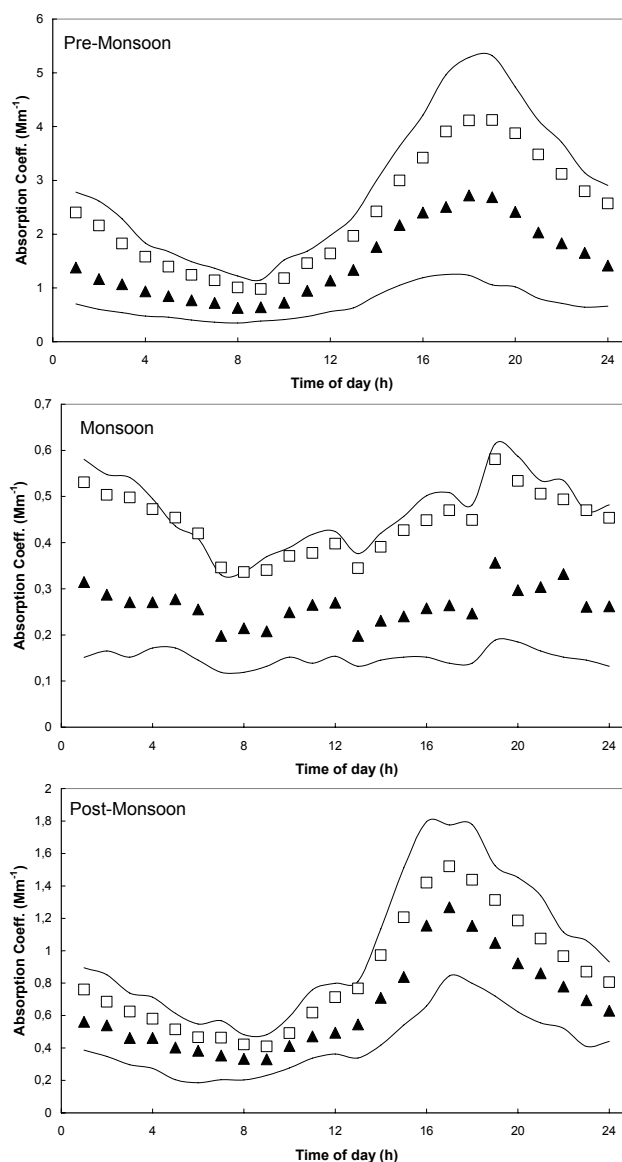 Pre-Monsoon
Absorption Coeff. (Mm-1)
6
5
4
3
2
1
0
0 4 8 12 16 20 24
Time of day (h)
Monsoon
Absorption Coeff. (Mm-1)
0,7
0,6
0,5
0,4
0,3
0,2
0,1
0
0 4 8 12 16 20 24
Time of day (h)
Post-Monsoon
Absorption Coeff. (Mm-1)
2
1,8
1,6
1,4
1,2
1
0,8
0,6
0,4
0,2
0
0 4 8 12 16 20 24
Time of day (h)